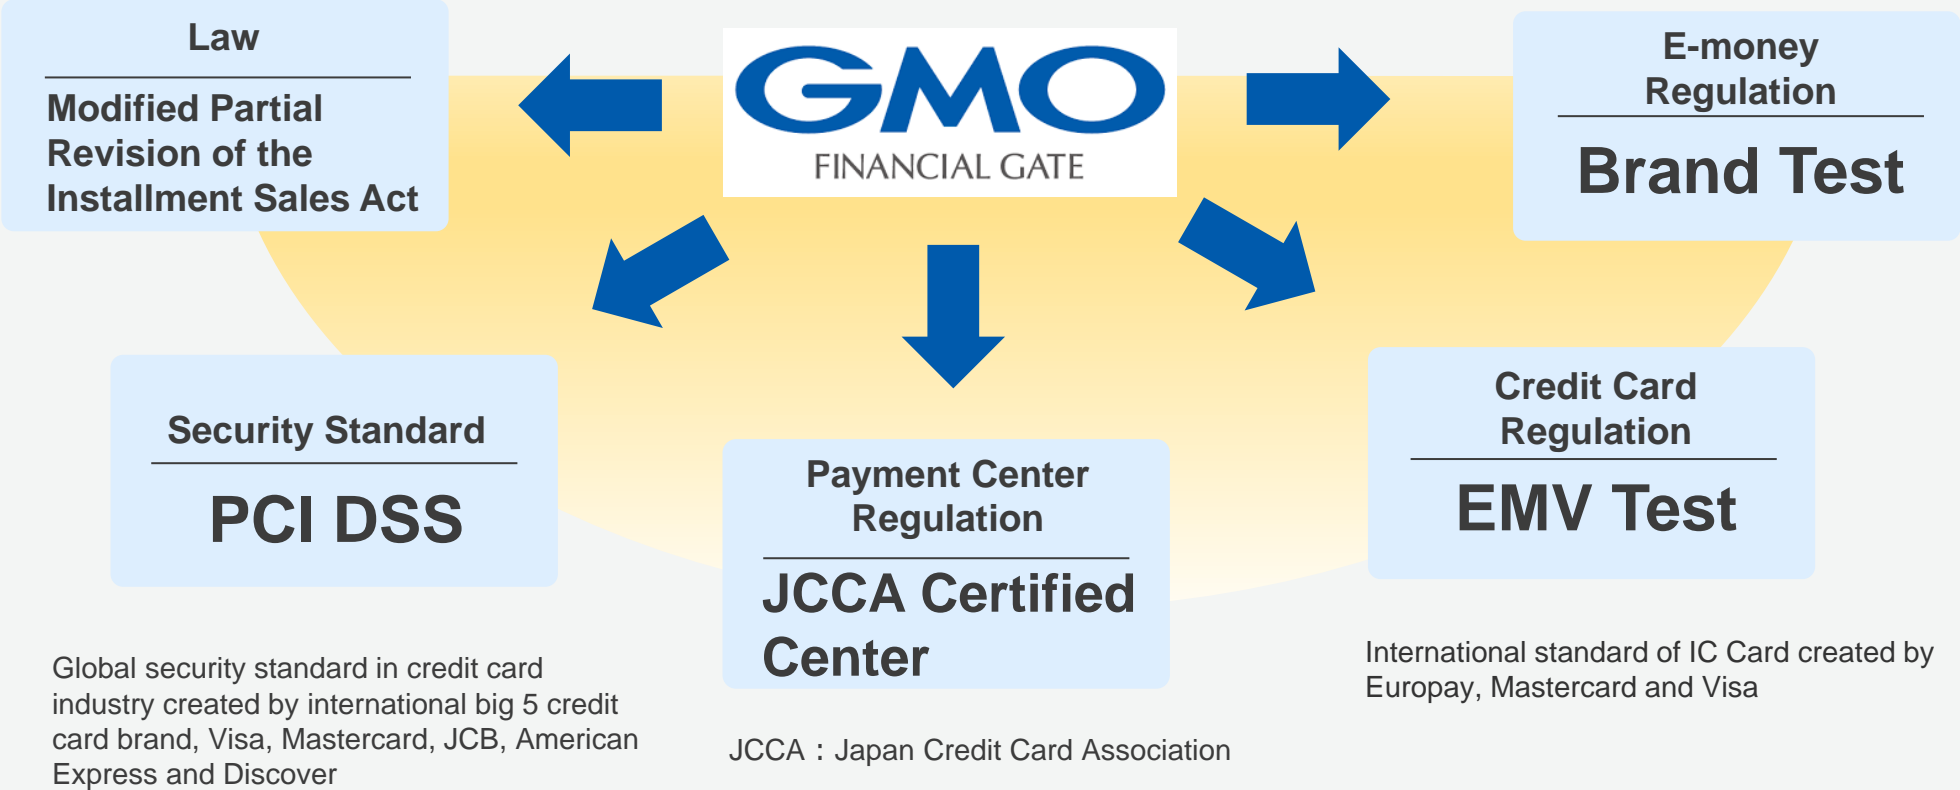 Law
Modified Partial
Revision of the
Installment Sales Act
GMO
FINANCIAL GATE
E-money
Regulation
Brand Test
Security Standard
PCI DSS
Global security standard in credit card
industry created by international big 5 credit
card brand, Visa, Mastercard, JCB, American
Express and Discover
Payment Center
Regulation
JCCA Certified
Center
JCCA：Japan Credit Card Association
Credit Card
Regulation
EMV Test
International standard of IC Card created by
Europay, Mastercard and Visa